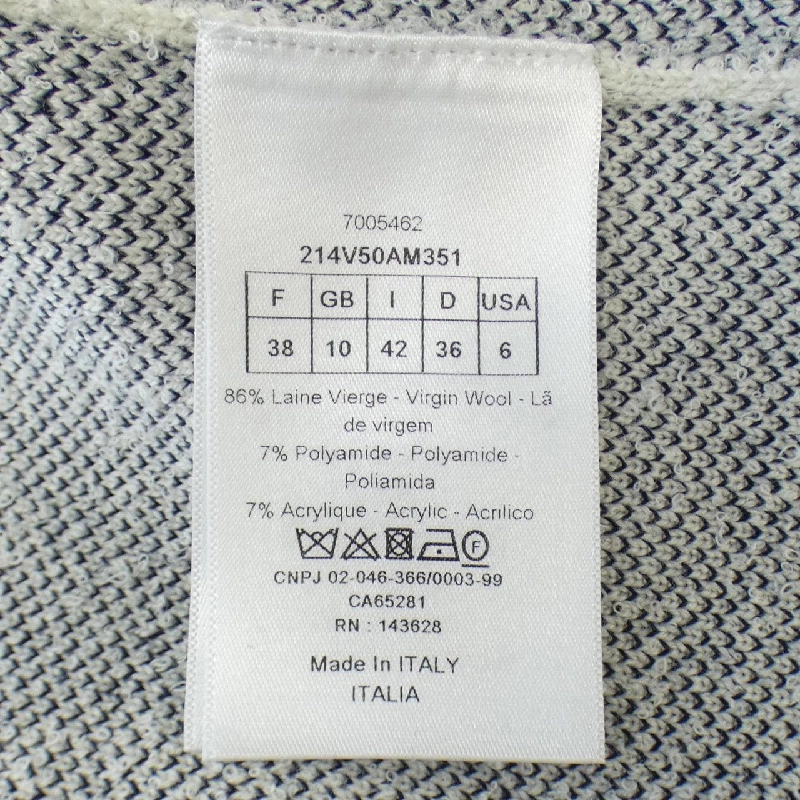 7005462
214V50AM351
F GB I D USA
38 10 42 36 6
86% Laine Vierge - Virgin Wool - Lã
de virgem
7% Polyamide - Polyamide -
Poliamida
7% Acrylique - Acrylic - Acrilico
F
CNPJ 02-046-366/0003-99
CA65281
RN : 143628
Made In ITALY
ITALIA